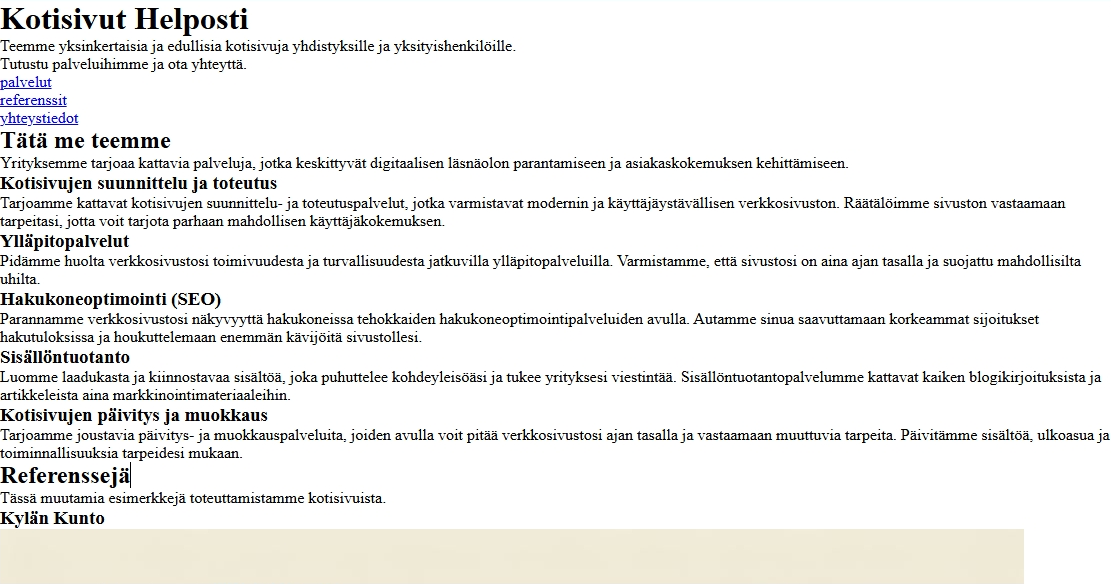 Kotisivut Helposti
Teemme yksinkertaisia ja edullisia kotisivuja yhdistyksille ja yksityishenkilöille.
Tutustu palveluihimme ja ota yhteyttä.
palvelut
referenssit
yhteystiedot
Tätä me teemme
Yrityksemme tarjoaa kattavia palveluja, jotka keskittyvät digitaalisen läsnäolon parantamiseen ja asiakaskokemuksen kehittämiseen.
Kotisivujen suunnittelu ja toteutus
Tarjoamme kattavat kotisivujen suunnittelu- ja toteutuspalvelut, jotka varmistavat modernin ja käyttäjäystävällisen verkkosivuston. Räätälöimme sivuston vastaamaan
tarpeitasi, jotta voit tarjota parhaan mahdollisen käyttäjäkokemuksen.
Ylläpitopalvelut
Pidämme huolta verkkosivustosi toimivuudesta ja turvallisuudesta jatkuvilla ylläpitopalveluilla. Varmistamme, että sivustosi on aina ajan tasalla ja suojattu mahdollisilta
uhilta.
Hakukoneoptimointi (SEO)
Parannamme verkkosivustosi näkyvyyttä hakukoneissa tehokkaiden hakukoneoptimointipalveluiden avulla. Autamme sinua saavuttamaan korkeammat sijoitukset
hakutuloksissa ja houkuttelemaan enemmän kävijöitä sivustollesi.
Sisällöntuotanto
Luomme laadukasta ja kiinnostavaa sisältöä, joka puhuttelee kohdeyleisöäsi ja tukee yrityksesi viestintää. Sisällöntuotantopalvelumme kattavat kaiken blogikirjoituksista ja
artikkeleista aina markkinointimateriaaleihin.
Kotisivujen päivitys ja muokkaus
Tarjoamme joustavia päivitys- ja muokkauspalveluita, joiden avulla voit pitää verkkosivustosi ajan tasalla ja vastaamaan muuttuvia tarpeita. Päivitämme sisältöä, ulkoasua ja
toiminnallisuuksia tarpeidesi mukaan.
Referenssejä
Tässä muutamia esimerkkejä toteuttamistamme kotisivuista.
Kylän Kunto